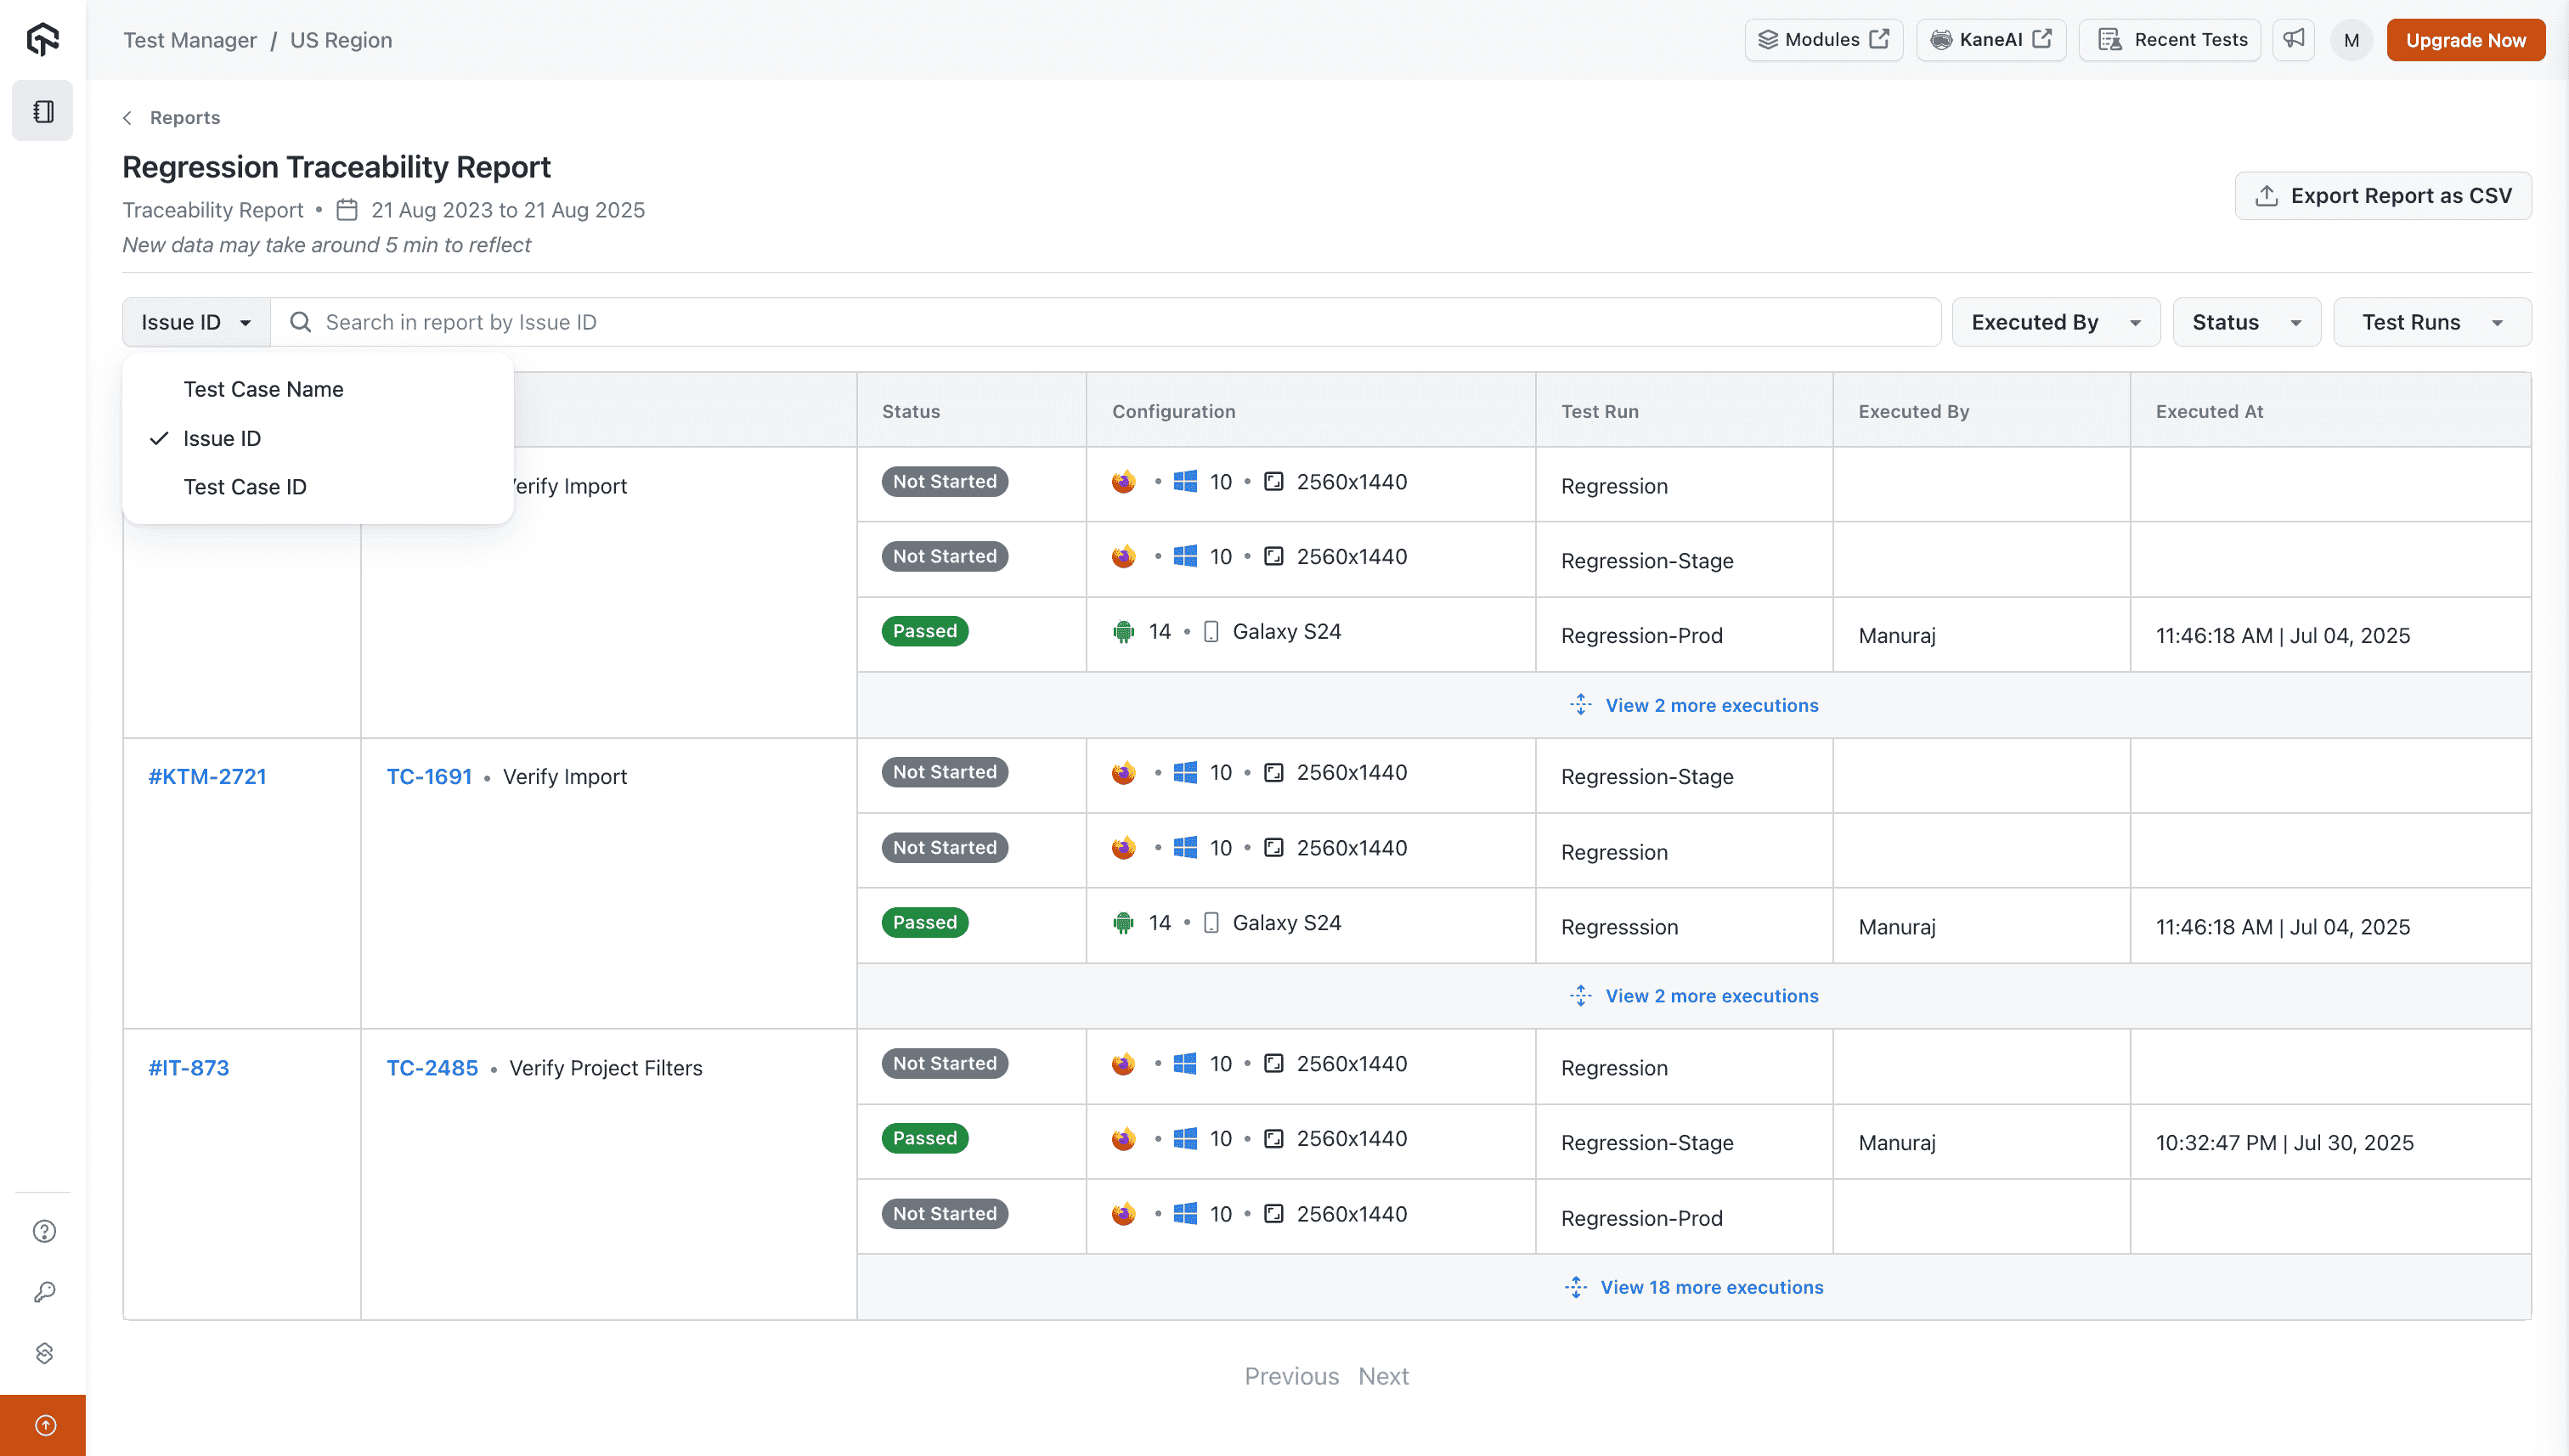 Test Manager / US Region
Modules
KaneAI
Recent Tests
M
Upgrade Now
Reports
Regression Traceability Report
Traceability Report • 21 Aug 2023 to 21 Aug 2025
New data may take around 5 min to reflect
Export Report as CSV
Issue ID
Search in report by Issue ID
Executed By
Status
Test Runs
Test Case Name
Issue ID
Test Case ID
Status Configuration Test Run Executed By Executed At
Import
Not Started • 10 • 2560x1440 Regression
Not Started • 10 • 2560x1440 Regression-Stage
Passed 14 • Galaxy S24 Regression-Prod Manuraj 11:46:18 AM | Jul 04, 2025
View 2 more executions
#KTM-2721 TC-1691 • Verify Import
Not Started • 10 • 2560x1440 Regression-Stage
Not Started • 10 • 2560x1440 Regression
Passed 14 • Galaxy S24 Regresssion Manuraj 11:46:18 AM | Jul 04, 2025
View 2 more executions
#IT-873 TC-2485 • Verify Project Filters
Not Started • 10 • 2560x1440 Regression
Passed • 10 • 2560x1440 Regression-Stage Manuraj 10:32:47 PM | Jul 30, 2025
Not Started • 10 • 2560x1440 Regression-Prod
View 18 more executions
Previous Next